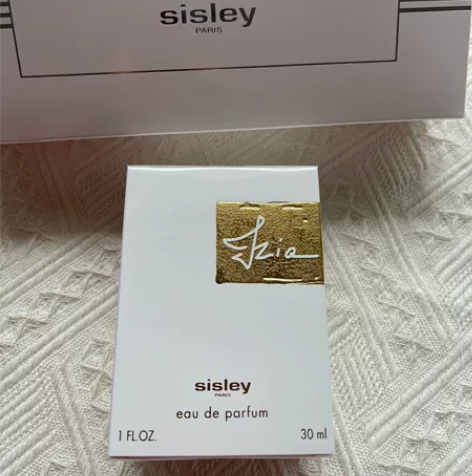 sisley
PARIS
Izia
sisley
PARIS
eau de parfum
1 FL.OZ. 30 ml